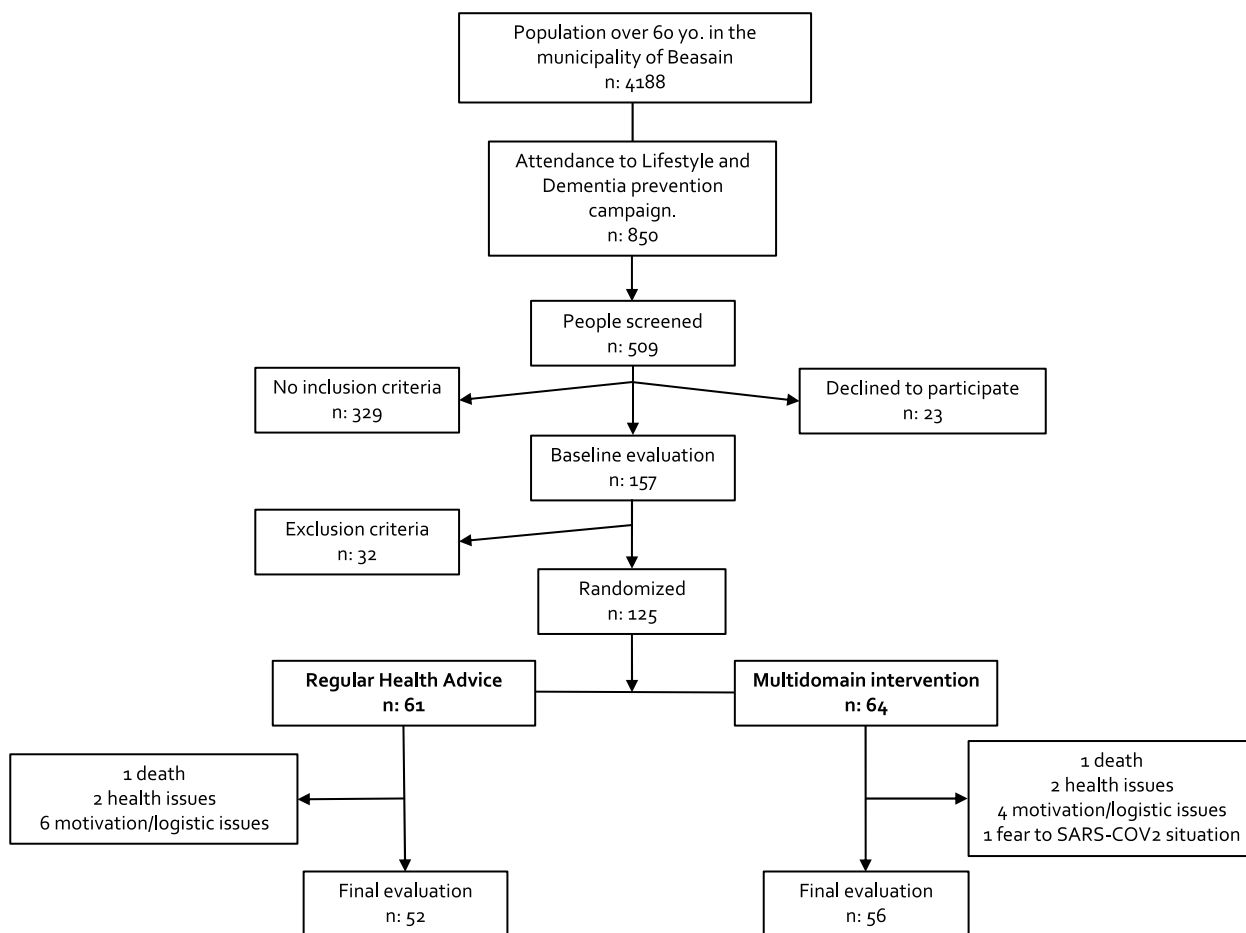 Population over 60 yo. in the
municipality of Beasain
n: 4188
Attendance to Lifestyle and
Dementia prevention
campaign.
n: 850
People screened
n: 509
No inclusion criteria
n: 329
Declined to participate
n: 23
Baseline evaluation
n: 157
Exclusion criteria
n: 32
Randomized
n: 125
Regular Health Advice
n: 61
Multidomain intervention
n: 64
1 death
2 health issues
6 motivation/logistic issues
1 death
2 health issues
4 motivation/logistic issues
1 fear to SARS-COV2 situation
Final evaluation
n: 52
Final evaluation
n: 56